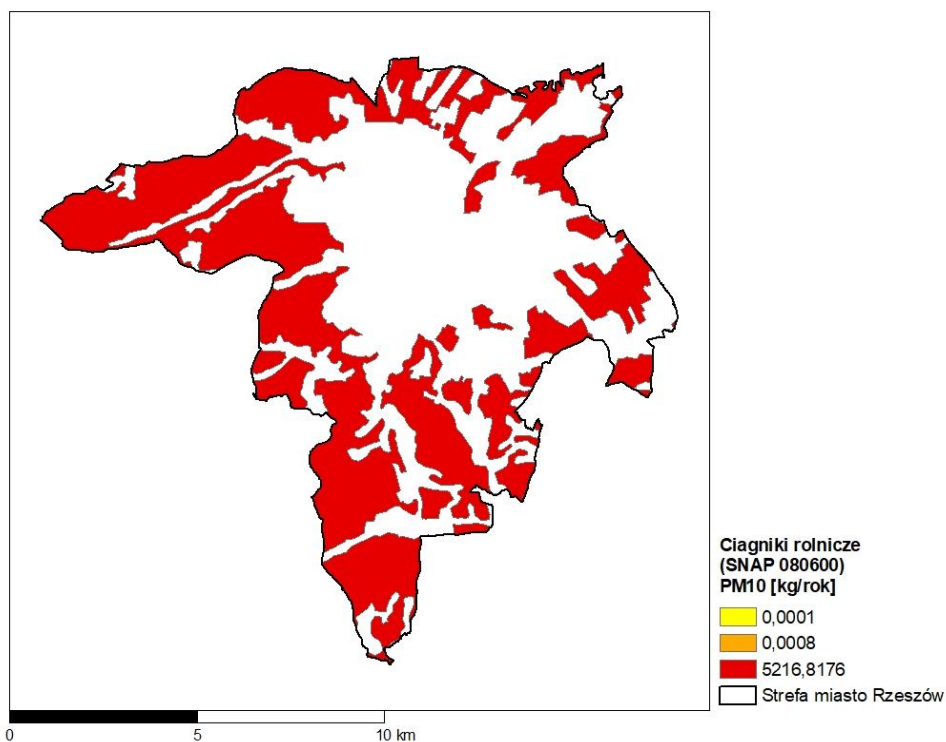 Ciagniki rolnicze
(SNAP 080600)
PM10 [kg/rok]
0,0001
0,0008
5216,8176
Strefa miasto Rzeszów
0 5 10 km